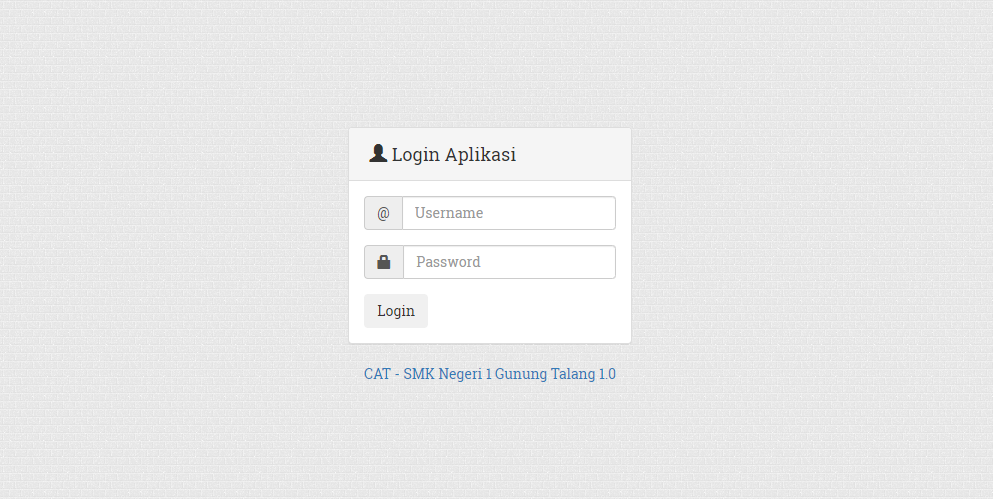 Login Aplikasi
@ Username
Password
Login
CAT - SMK Negeri 1 Gunung Talang 1.0